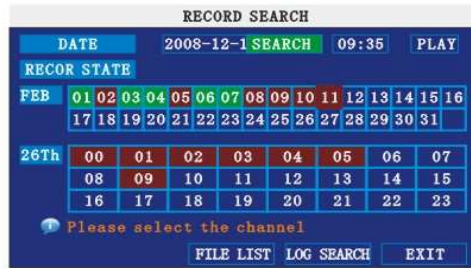 RECORD SEARCH
DATE 2008-12-1 SEARCH 09:35 PLAY
RECOR STATE
FEB 01 02 03 04 05 06 07 08 09 10 11 12 13 14 15 16
17 18 19 20 21 22 23 24 25 26 27 28 29 30 31
26Th 00 01 02 03 04 05 06 07
08 09 10 11 12 13 14 15
16 17 18 19 20 21 22 23
Please select the channel
FILE LIST LOG SEARCH EXIT